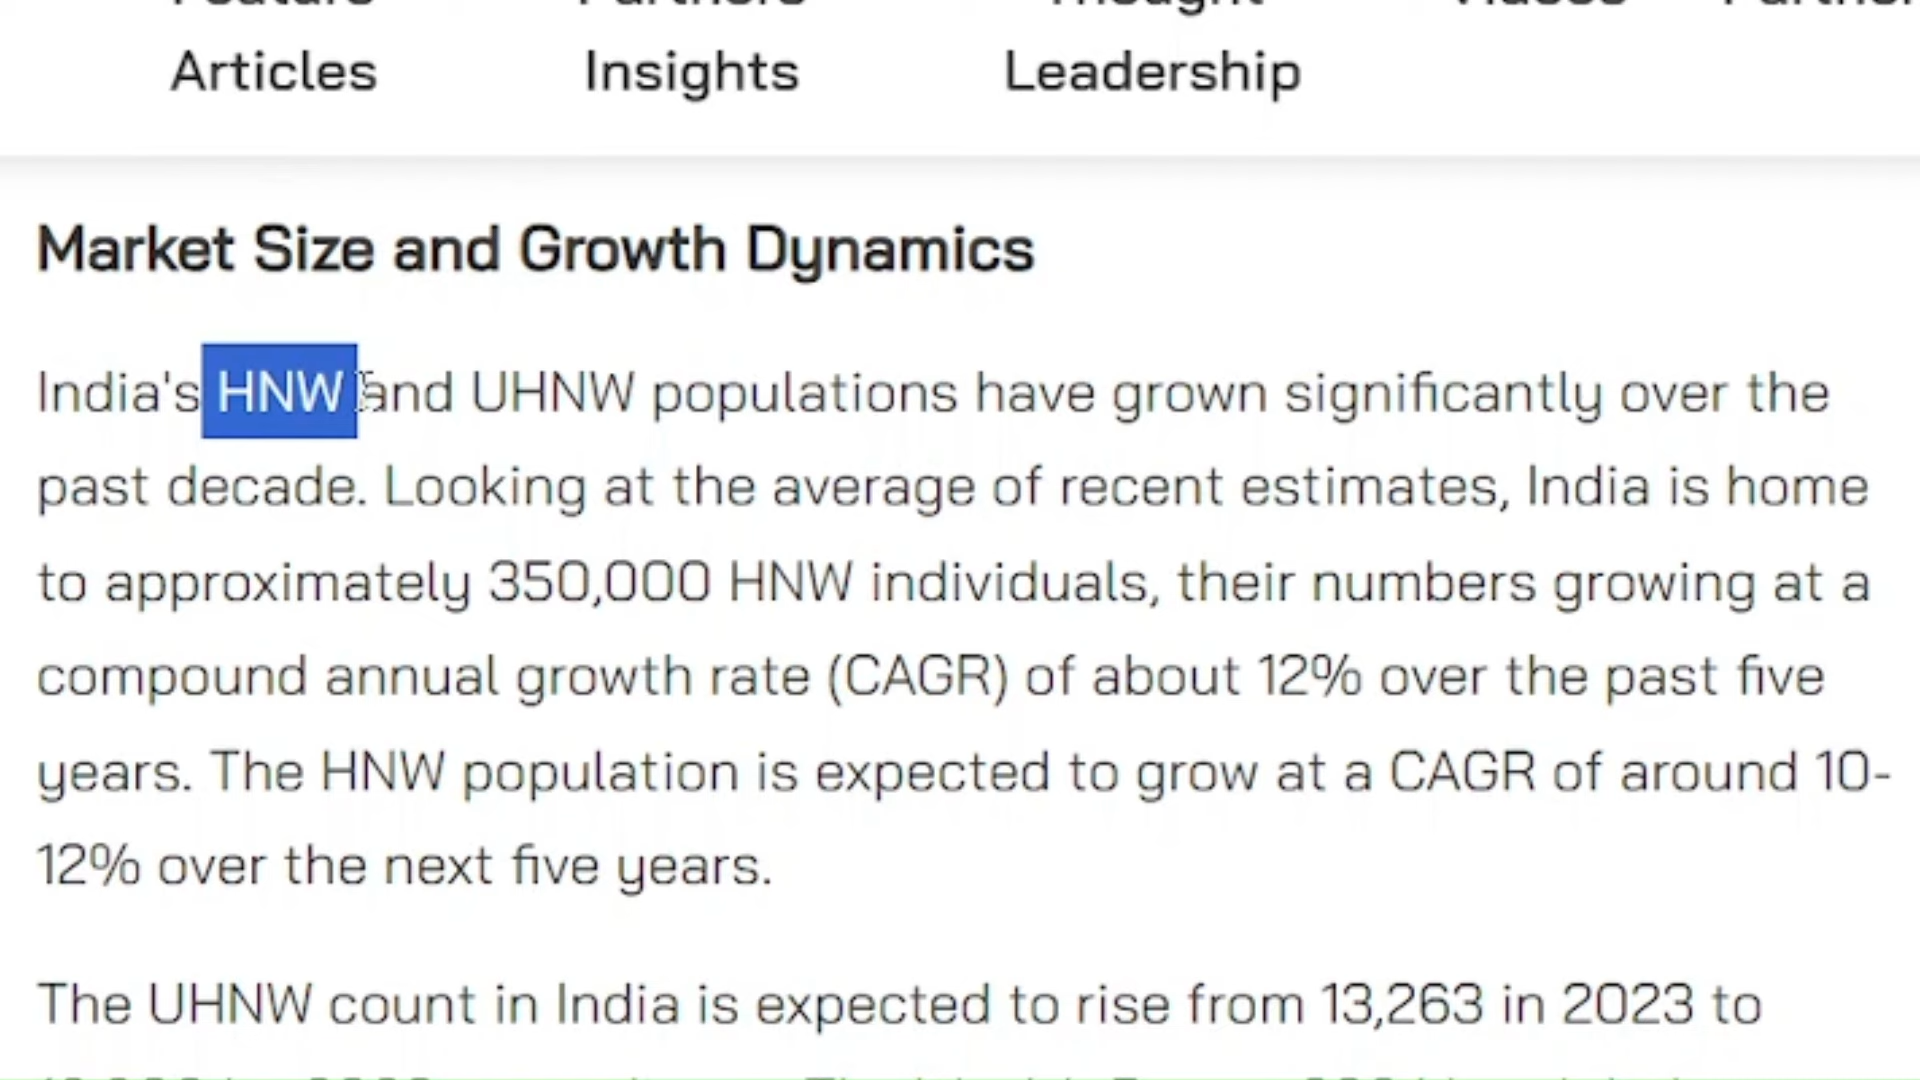 Feature Partners Thought Videos
Articles Insights Leadership
Market Size and Growth Dynamics
India's HNW and UHNW populations have grown significantly over the
past decade. Looking at the average of recent estimates, India is home
to approximately 350,000 HNW individuals, their numbers growing at a
compound annual growth rate (CAGR) of about 12% over the past five
years. The HNW population is expected to grow at a CAGR of around 10-
12% over the next five years.
The UHNW count in India is expected to rise from 13,263 in 2023 to